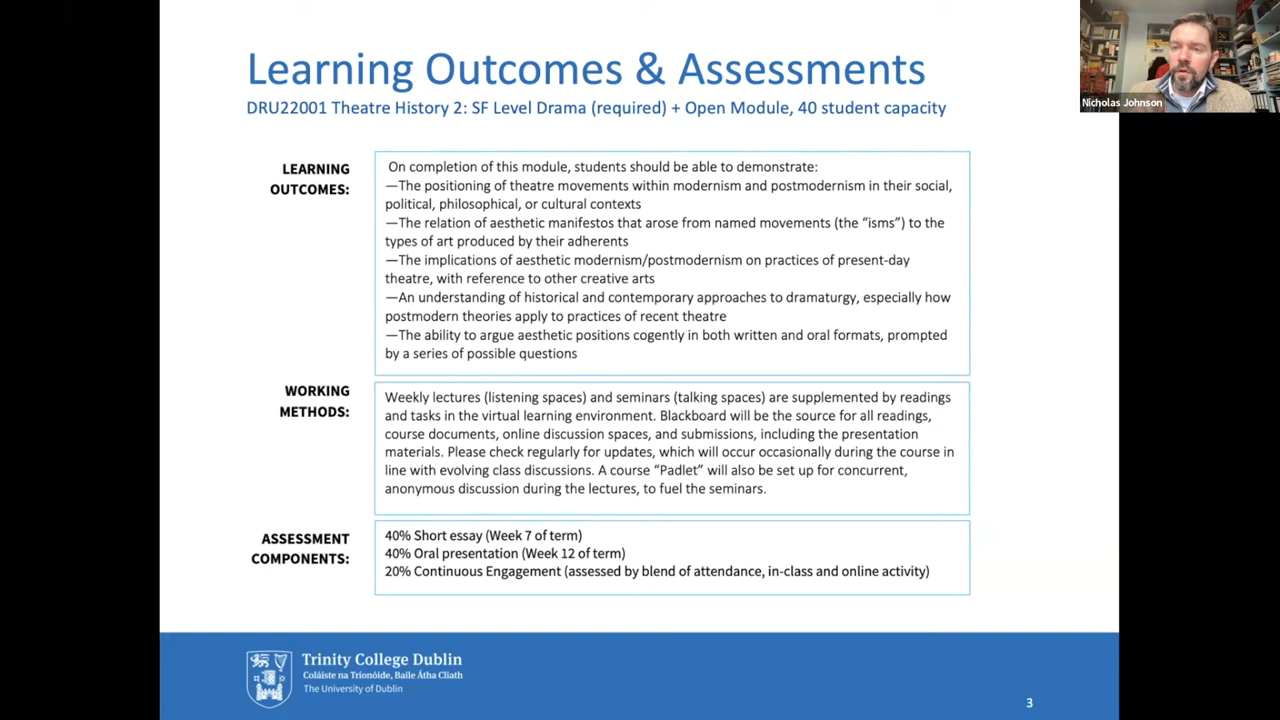 Learning Outcomes & Assessments
DRU22001 Theatre History 2: SF Level Drama (required) + Open Module, 40 student capacity
Nicholas Johnson
LEARNING
OUTCOMES:
On completion of this module, students should be able to demonstrate:
—The positioning of theatre movements within modernism and postmodernism in their social,
political, philosophical, or cultural contexts
—The relation of aesthetic manifestos that arose from named movements (the “isms”) to the
types of art produced by their adherents
—The implications of aesthetic modernism/postmodernism on practices of present-day
theatre, with reference to other creative arts
—An understanding of historical and contemporary approaches to dramaturgy, especially how
postmodern theories apply to practices of recent theatre
—The ability to argue aesthetic positions cogently in both written and oral formats, prompted
by a series of possible questions
WORKING
METHODS:
Weekly lectures (listening spaces) and seminars (talking spaces) are supplemented by readings
and tasks in the virtual learning environment. Blackboard will be the source for all readings,
course documents, online discussion spaces, and submissions, including the presentation
materials. Please check regularly for updates, which will occur occasionally during the course in
line with evolving class discussions. A course “Padlet” will also be set up for concurrent,
anonymous discussion during the lectures, to fuel the seminars.
ASSESSMENT
COMPONENTS:
40% Short essay (Week 7 of term)
40% Oral presentation (Week 12 of term)
20% Continuous Engagement (assessed by blend of attendance, in-class and online activity)
Trinity College Dublin
Coláiste na Tríonóide, Baile Átha Cliath
The University of Dublin
3